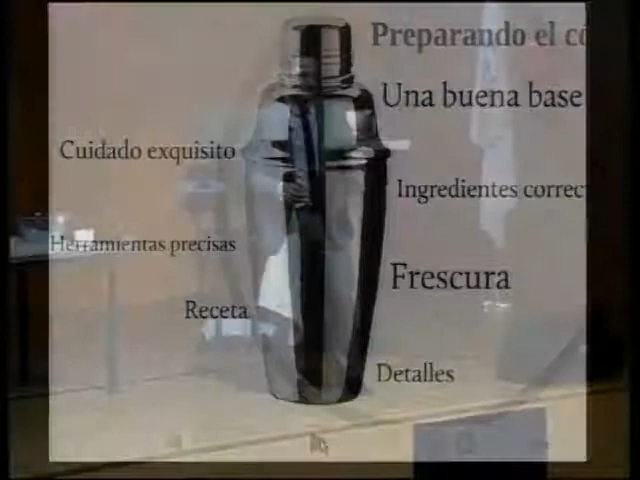 Preparando el
Una buena base
Cuidado exquisito
Ingredientes correc
Herramientas precisas
Frescura
Receta
Detalles